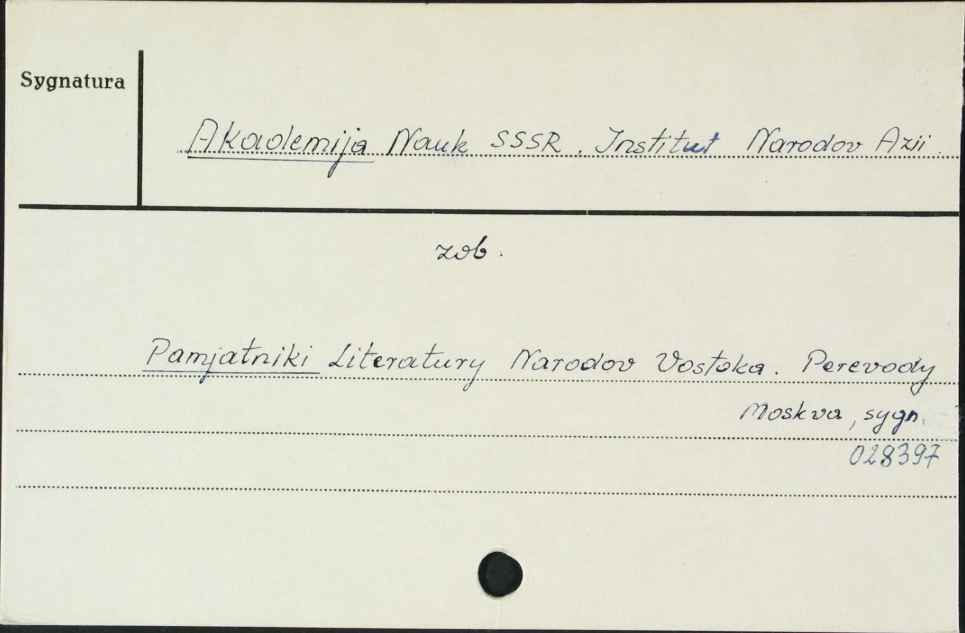 Sygnatura
Akademija Nauk SSSR. Institut Narodov Azii.
zob.
Pamjatniki Literatury Narodov Vostoka. Perevody
Moskva, sygn.
028397